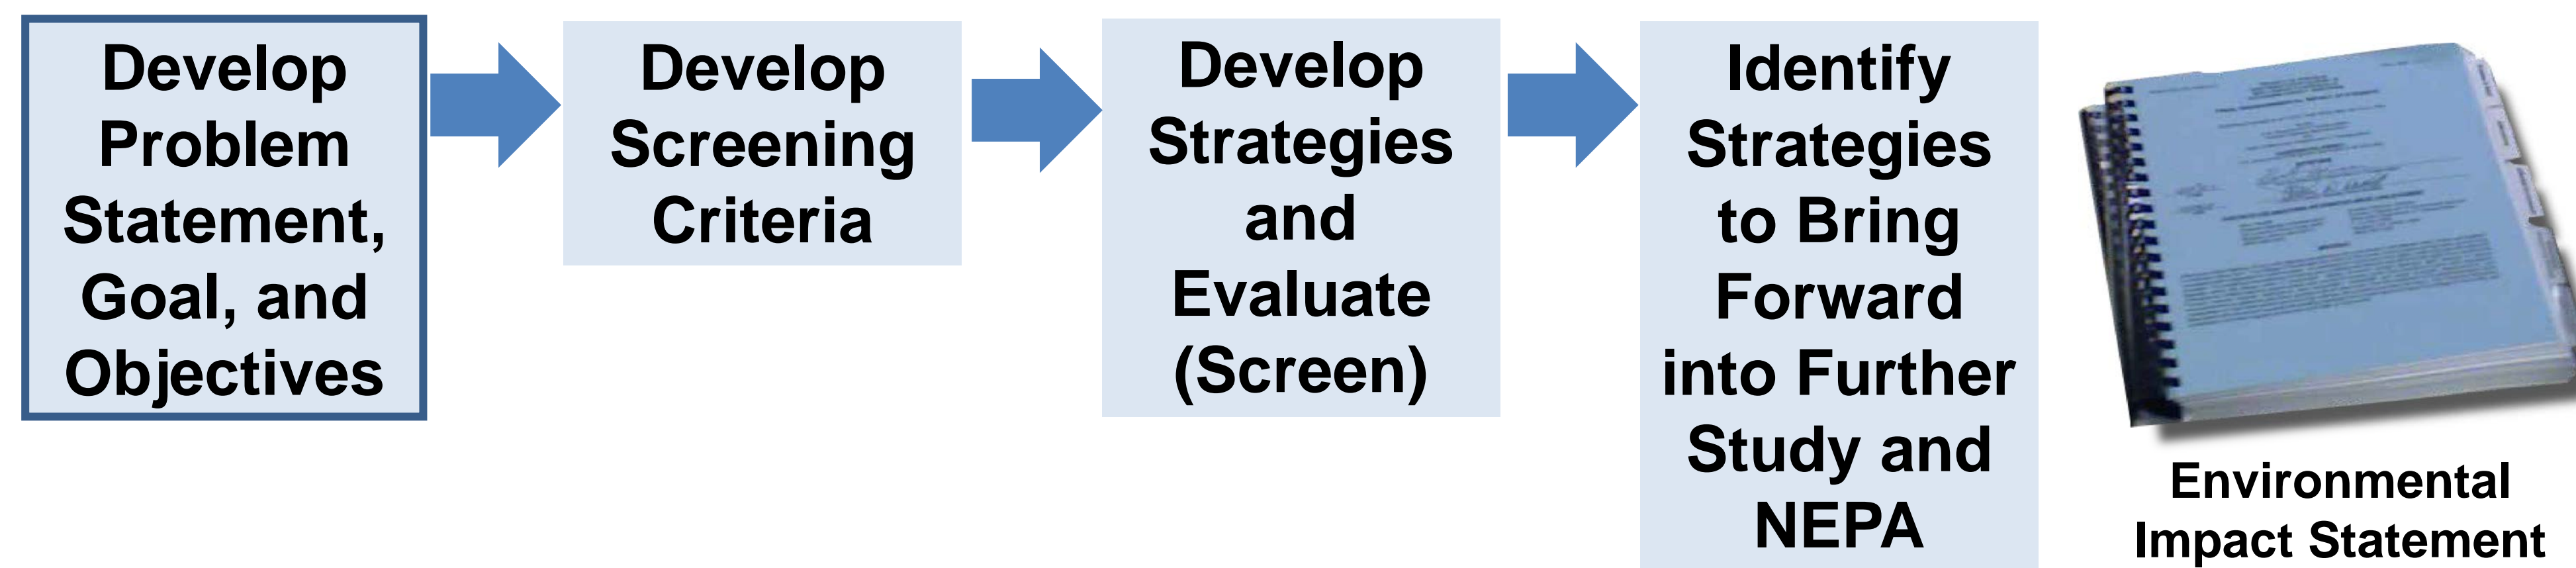 Develop
Problem
Statement,
Goal, and
Objectives
Develop
Screening
Criteria
Develop
Strategies
and
Evaluate
(Screen)
Identify
Strategies
to Bring
Forward
into Further
Study and
NEPA
Environmental
Impact Statement